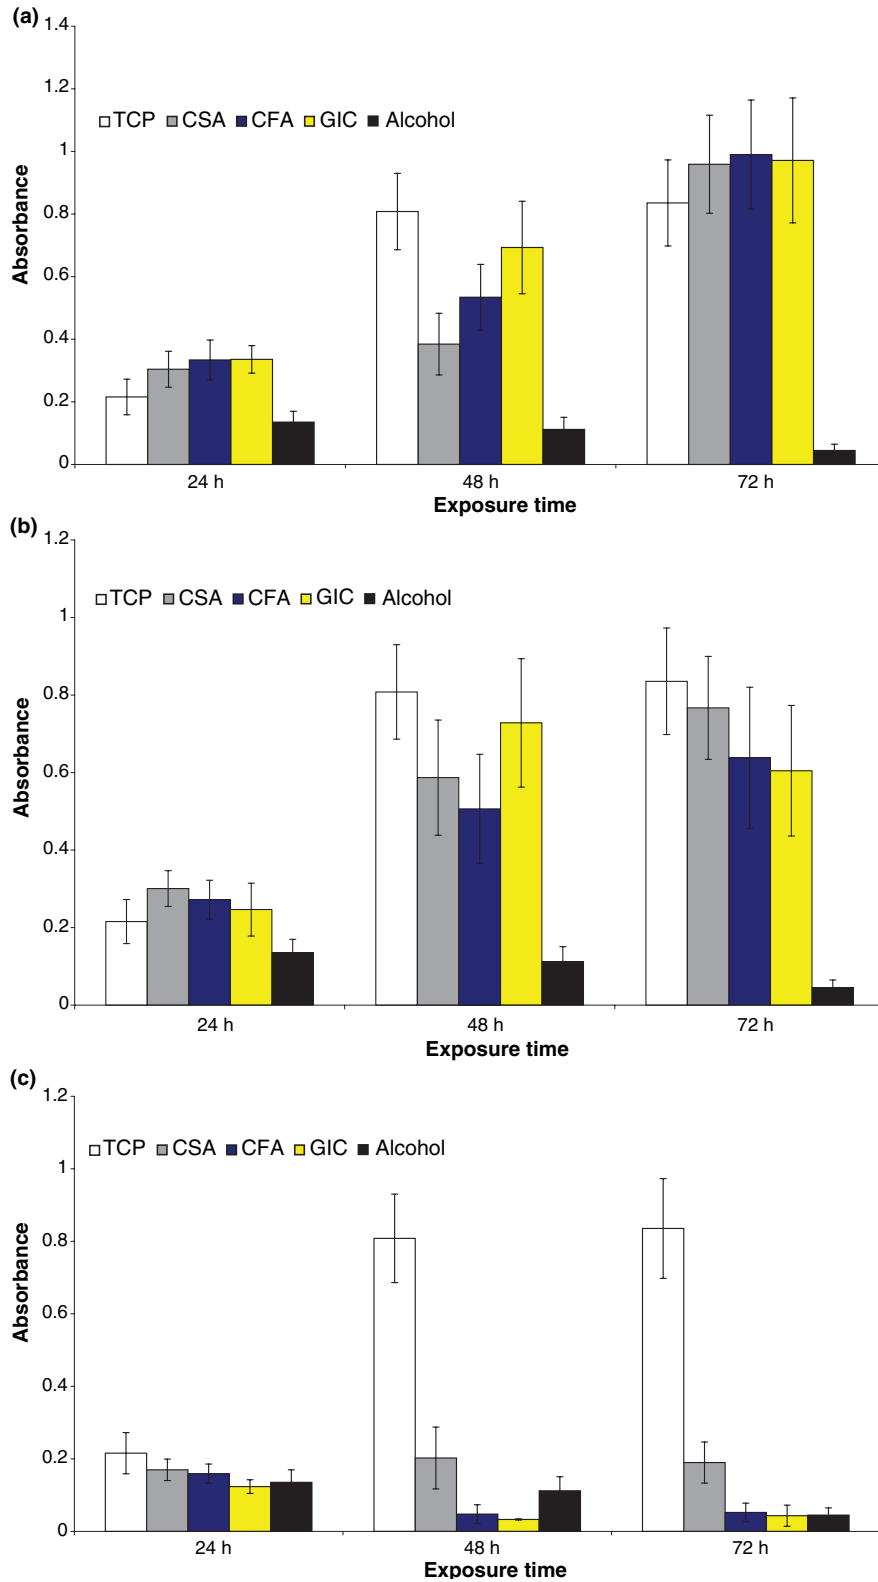 (a)
1.4
1.2
1
0.8
0.6
0.4
0.2
0
Absorbance
TCP CSA CFA GIC Alcohol
24 h 48 h 72 h
Exposure time
(b)
1.2
1
0.8
0.6
0.4
0.2
0
Absorbance
TCP CSA CFA GIC Alcohol
24 h 48 h 72 h
Exposure time
(c)
1.2
1
0.8
0.6
0.4
0.2
0
Absorbance
TCP CSA CFA GIC Alcohol
24 h 48 h 72 h
Exposure time